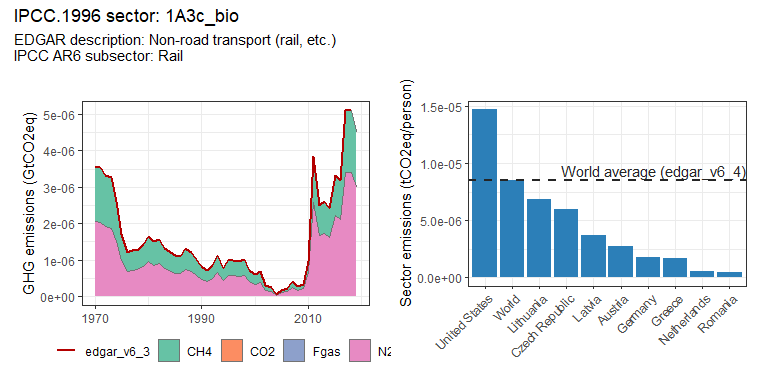 IPCC.1996 sector: 1A3c_bio
EDGAR description: Non-road transport (rail, etc.)
IPCC AR6 subsector: Rail
GHG emissions (GtCO2eq)
5e-06
4e-06
3e-06
2e-06
1e-06
0e+00
1970
1990
2010
edgar_v6_3
CH4
CO2
Fgas
N2
Sector emissions (tCO2eq/person)
1.5e-05
1.0e-05
5.0e-06
0.0e+00
World average (edgar_v6_4)
United States
World
Lithuania
Czech Republic
Latvia
Austria
Germany
Greece
Netherlands
Romania